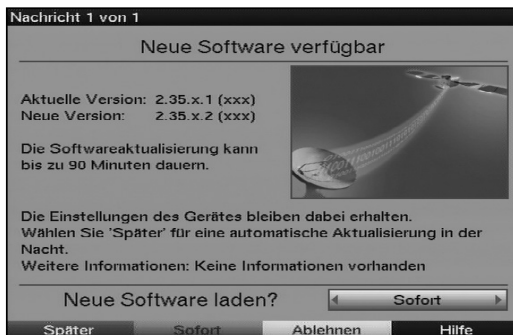 Nachricht 1 von 1
Neue Software verfügbar
Aktuelle Version: 2.35.x.1 (xxx)
Neue Version: 2.35.x.2 (xxx)
Die Softwareaktualisierung kann
bis zu 90 Minuten dauern.
Die Einstellungen des Gerätes bleiben dabei erhalten.
Wählen Sie 'Später' für eine automatische Aktualisierung in der
Nacht.
Weitere Informationen: Keine Informationen vorhanden
Neue Software laden? Sofort
Später Sofort Ablehnen Hilfe